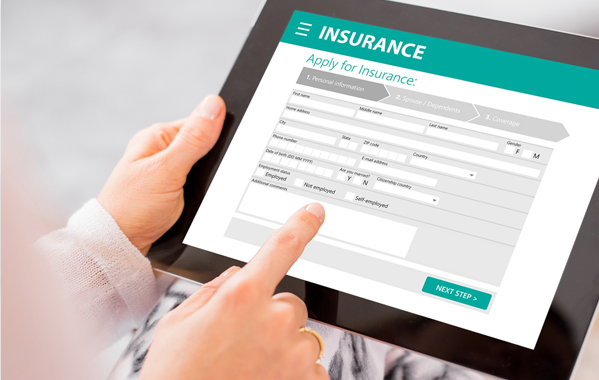 INSURANCE
Apply for Insurance:
1. Personal information
2. Spouse / Dependents
3. Coverage
First name
Middle name
Last name
Gender
F
M
Home address
City
State
ZIP code
Country
Phone number
E-mail address
Date of birth (DD MM YYYY)
Are you married?
Y
N
Citizenship country
Employment status
Employed
Not employed
Self-employed
Additional comments
NEXT STEP >